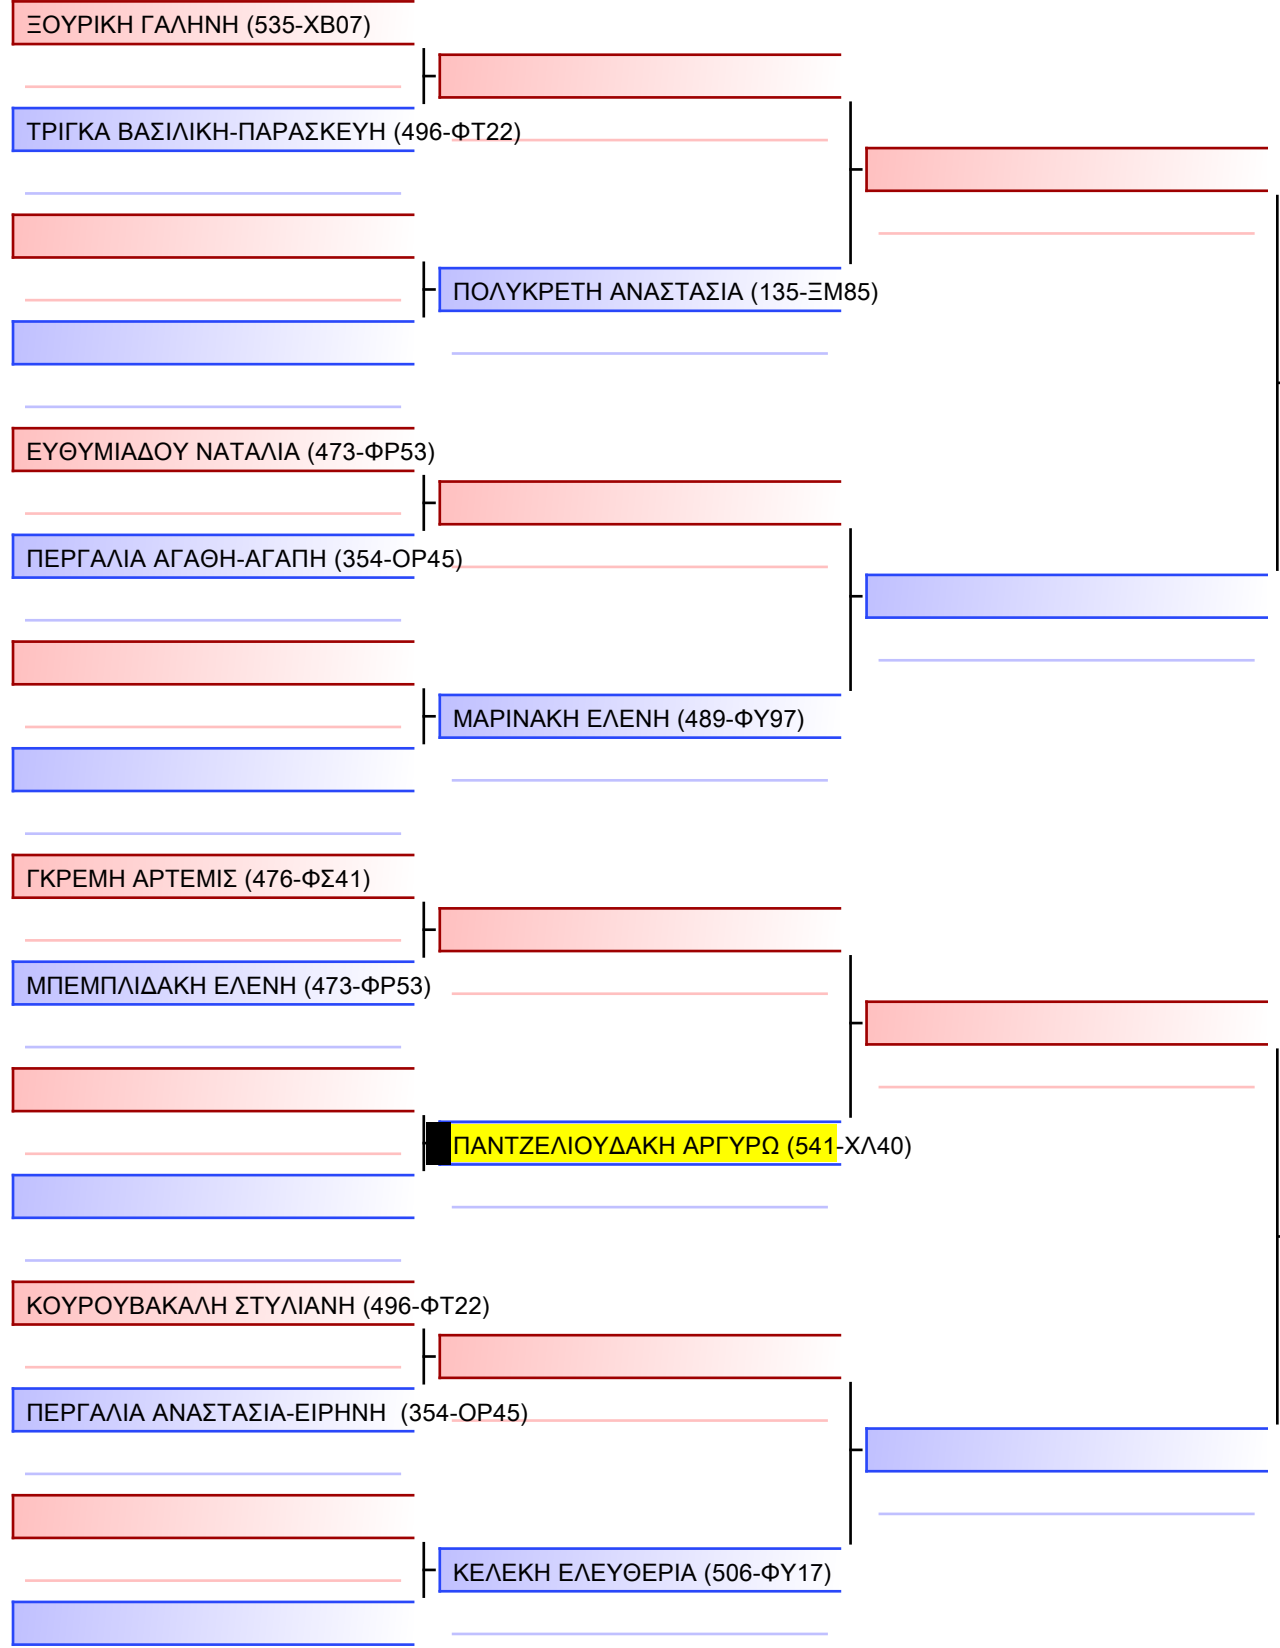 ΞΟΥΡΙΚΗ ΓΑΛΗΝΗ (535-ΧΒ07)
ΤΡΙΓΚΑ ΒΑΣΙΛΙΚΗ-ΠΑΡΑΣΚΕΥΗ (496-ΦΤ22)
ΠΟΛΥΚΡΕΤΗ ΑΝΑΣΤΑΣΙΑ (135-ΞΜ85)
ΕΥΘΥΜΙΑΔΟΥ ΝΑΤΑΛΙΑ (473-ΦΡ53)
ΠΕΡΓΑΛΙΑ ΑΓΑΘΗ-ΑΓΑΠΗ (354-ΟΡ45)
ΜΑΡΙΝΑΚΗ ΕΛΕΝΗ (489-ΦΥ97)
ΓΚΡΕΜΗ ΑΡΤΕΜΙΣ (476-ΦΣ41)
ΜΠΕΜΠΛΙΔΑΚΗ ΕΛΕΝΗ (473-ΦΡ53)
ΠΑΝΤΖΕΛΙΟΥΔΑΚΗ ΑΡΓΥΡΩ (541-ΧΛ40)
ΚΟΥΡΟΥΒΑΚΑΛΗ ΣΤΥΛΙΑΝΗ (496-ΦΤ22)
ΠΕΡΓΑΛΙΑ ΑΝΑΣΤΑΣΙΑ-ΕΙΡΗΝΗ (354-ΟΡ45)
ΚΕΛΕΚΗ ΕΛΕΥΘΕΡΙΑ (506-ΦΥ17)